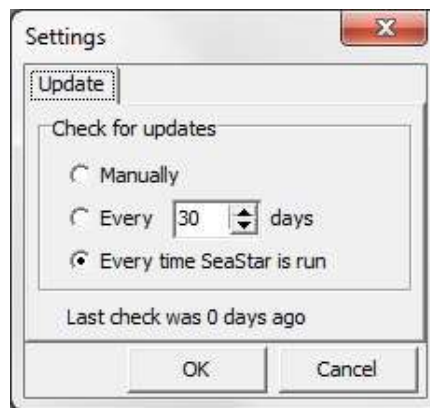 Settings
Update
Check for updates
Manually
Every 30 days
Every time SeaStar is run
Last check was 0 days ago
OK Cancel